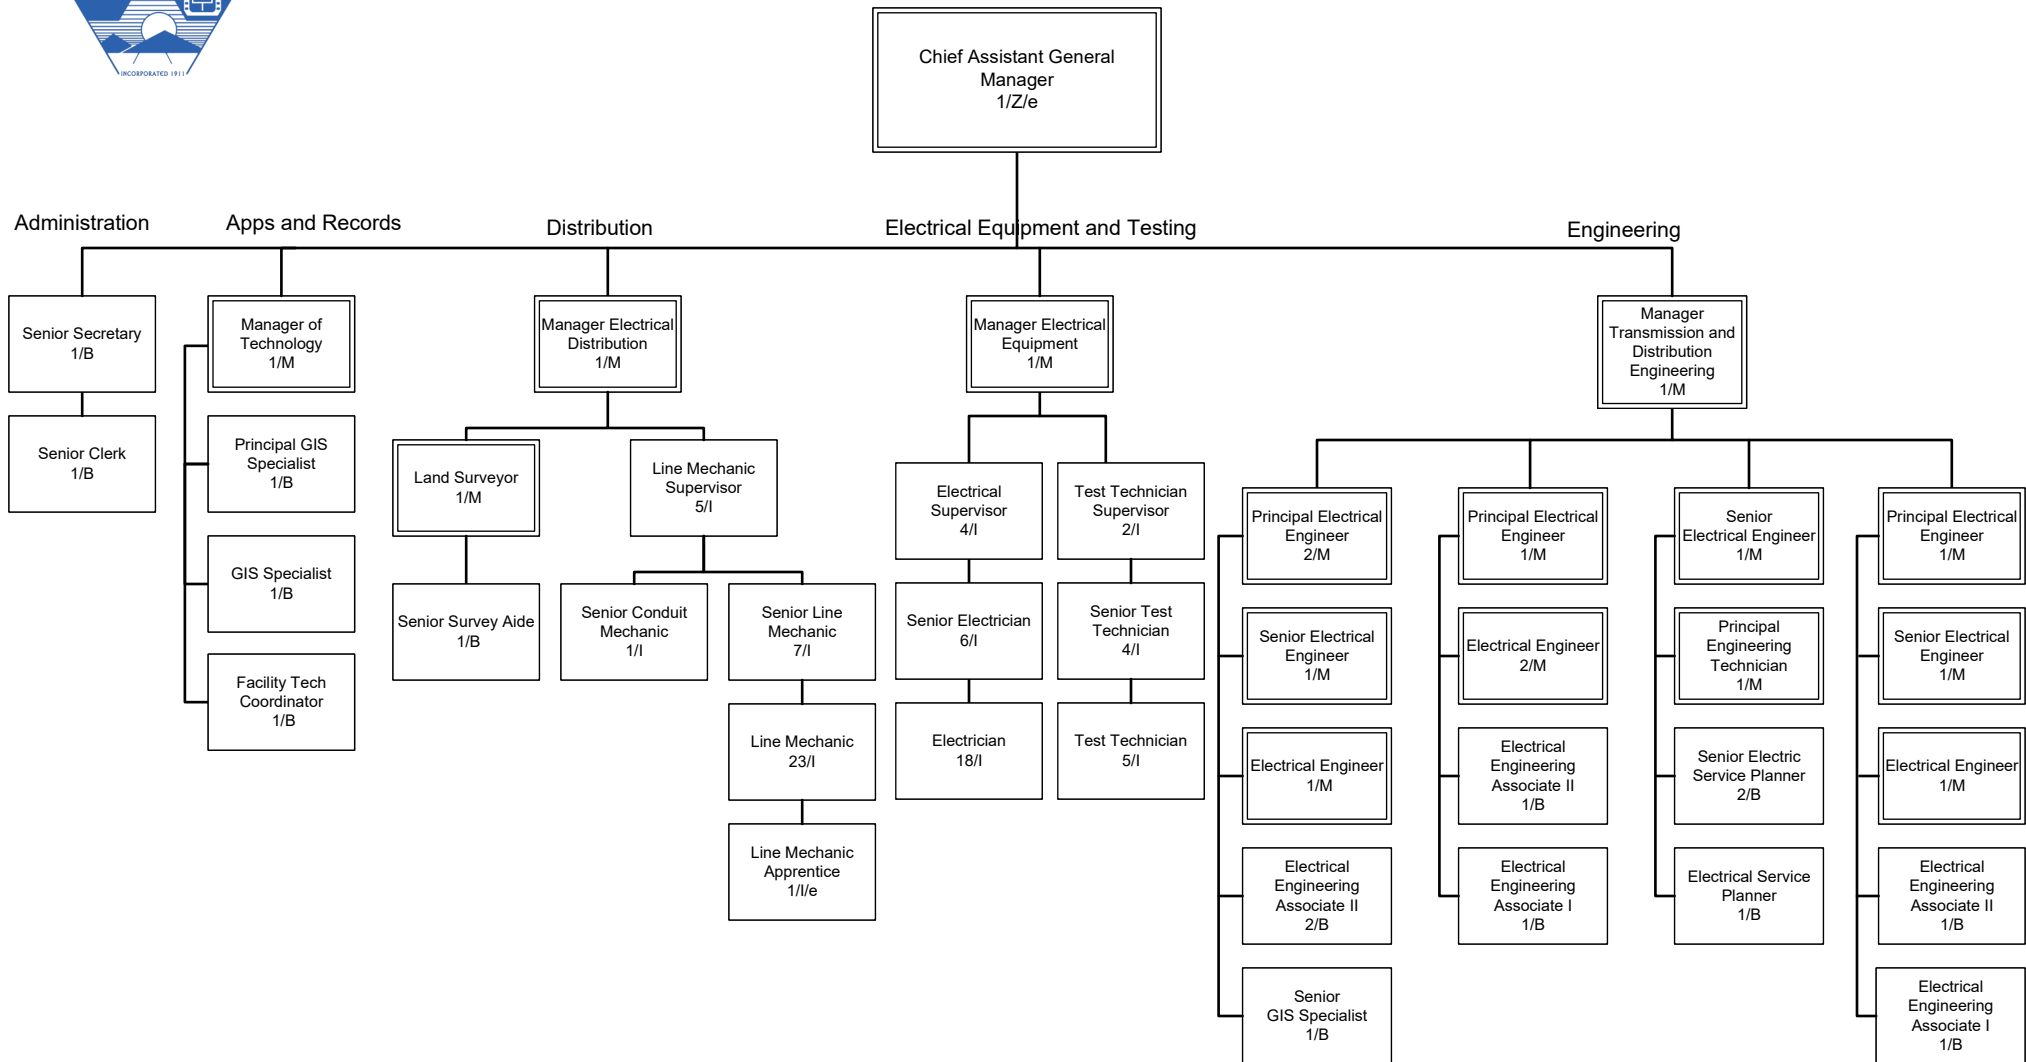 INCORPORATED 1911
Chief Assistant General
Manager
1/Z/e
Administration
Apps and Records
Distribution
Electrical Equipment and Testing
Engineering
Senior Secretary
1/B
Senior Clerk
1/B
Manager of
Technology
1/M
Principal GIS
Specialist
1/B
GIS Specialist
1/B
Facility Tech
Coordinator
1/B
Manager Electrical
Distribution
1/M
Land Surveyor
1/M
Senior Survey Aide
1/B
Line Mechanic
Supervisor
5/I
Senior Conduit
Mechanic
1/I
Senior Line
Mechanic
7/I
Line Mechanic
23/I
Line Mechanic
Apprentice
1/I/e
Manager Electrical
Equipment
1/M
Electrical
Supervisor
4/I
Senior Electrician
6/I
Electrician
18/I
Test Technician
Supervisor
2/I
Senior Test
Technician
4/I
Test Technician
5/I
Manager
Transmission and
Distribution
Engineering
1/M
Principal Electrical
Engineer
2/M
Senior Electrical
Engineer
1/M
Electrical Engineer
1/M
Electrical
Engineering
Associate II
2/B
Senior
GIS Specialist
1/B
Principal Electrical
Engineer
1/M
Electrical Engineer
2/M
Electrical
Engineering
Associate II
1/B
Electrical
Engineering
Associate I
1/B
Senior
Electrical Engineer
1/M
Principal
Engineering
Technician
1/M
Senior Electric
Service Planner
2/B
Electrical Service
Planner
1/B
Principal Electrical
Engineer
1/M
Senior Electrical
Engineer
1/M
Electrical Engineer
1/M
Electrical
Engineering
Associate II
1/B
Electrical
Engineering
Associate I
1/B